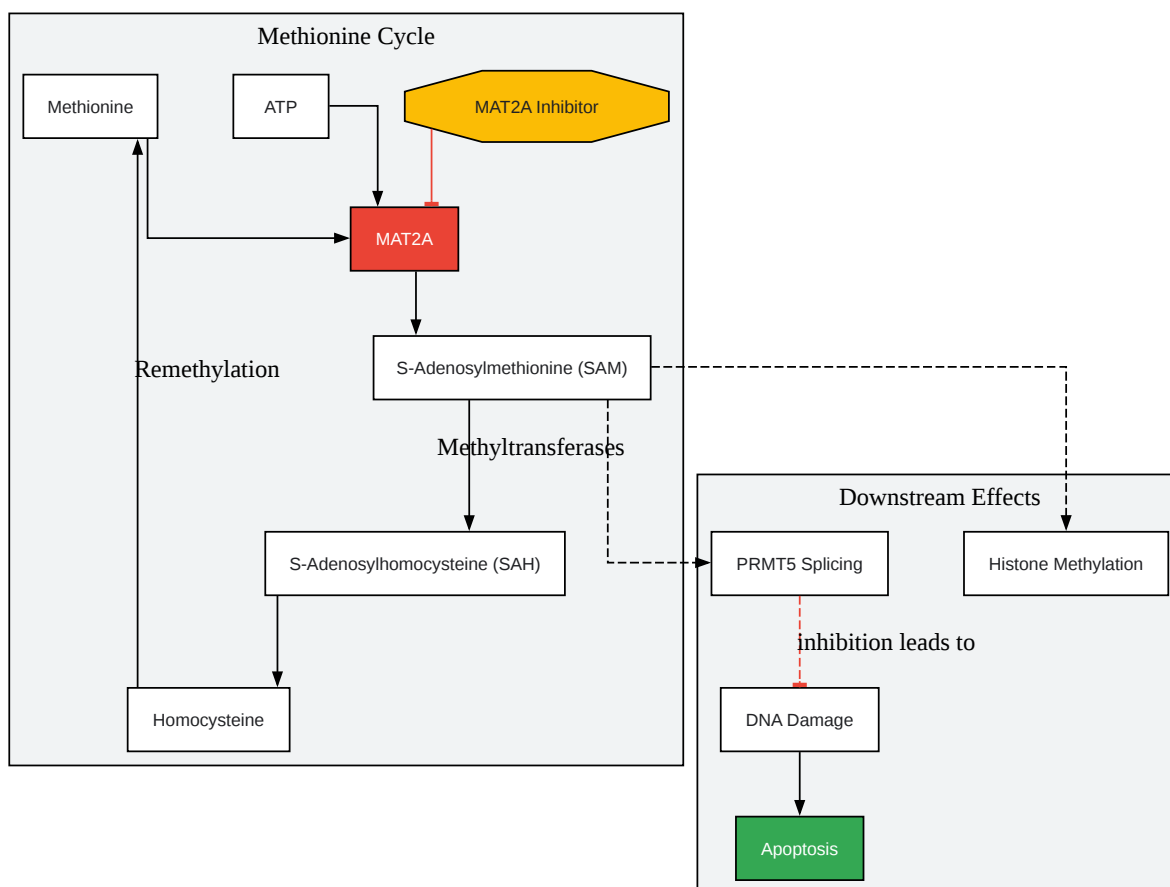 Methionine Cycle
Methionine
ATP
MAT2A Inhibitor
MAT2A
S-Adenosylmethionine (SAM)
Remethylation
Methyltransferases
Downstream Effects
S-Adenosylhomocysteine (SAH)
PRMT5 Splicing
Histone Methylation
inhibition leads to
Homocysteine
DNA Damage
Apoptosis